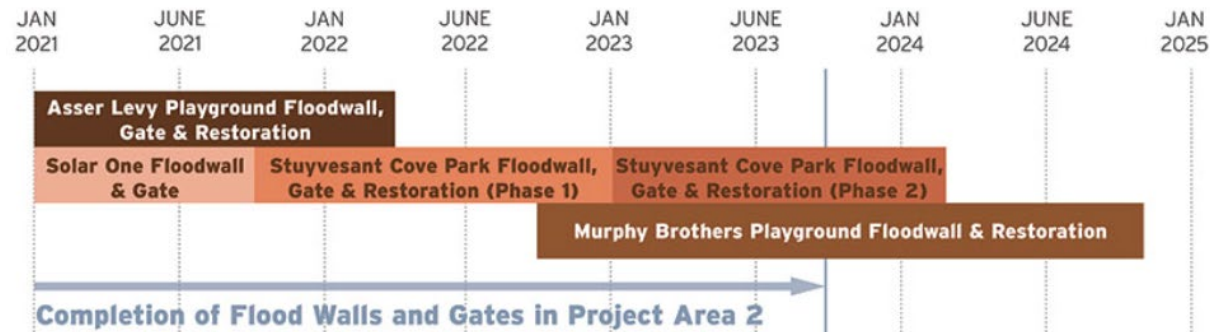 JAN JUNE JAN JUNE JAN JUNE JAN JUNE JAN
2021 2021 2022 2022 2023 2023 2024 2024 2025
Asser Levy Playground Floodwall,
Gate & Restoration
Solar One Floodwall
& Gate
Stuyvesant Cove Park Floodwall,
Gate & Restoration (Phase 1)
Stuyvesant Cove Park Floodwall,
Gate & Restoration (Phase 2)
Murphy Brothers Playground Floodwall & Restoration
Completion of Flood Walls and Gates in Project Area 2